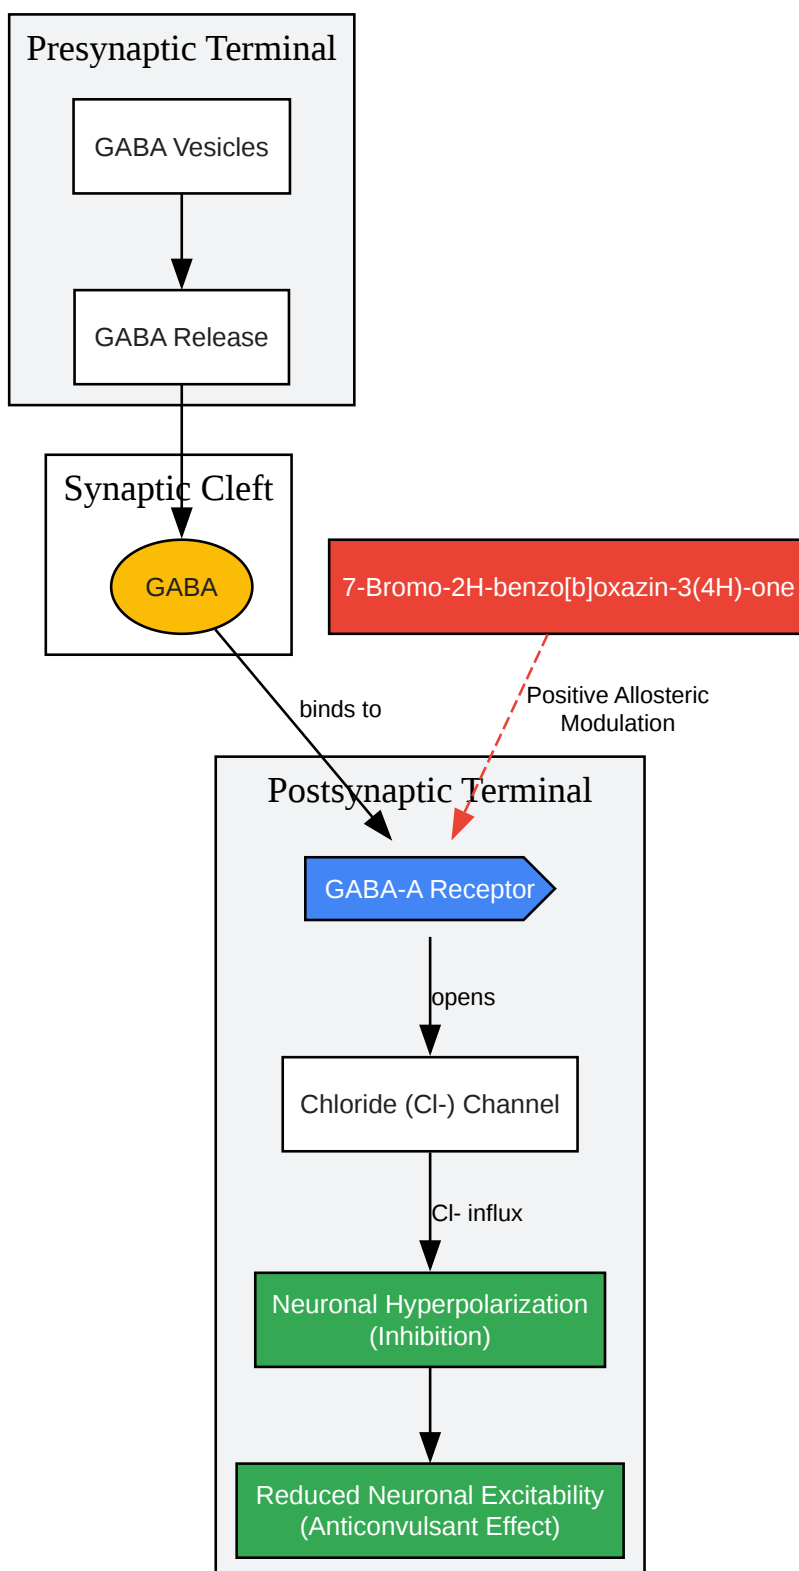 Presynaptic Terminal
GABA Vesicles
GABA Release
Synaptic Cleft
GABA
7-Bromo-2H-benzo[b]oxazin-3(4H)-one
binds to
Positive Allosteric
Modulation
Postsynaptic Terminal
GABA-A Receptor
opens
Chloride (Cl-) Channel
Cl- influx
Neuronal Hyperpolarization
(Inhibition)
Reduced Neuronal Excitability
(Anticonvulsant Effect)